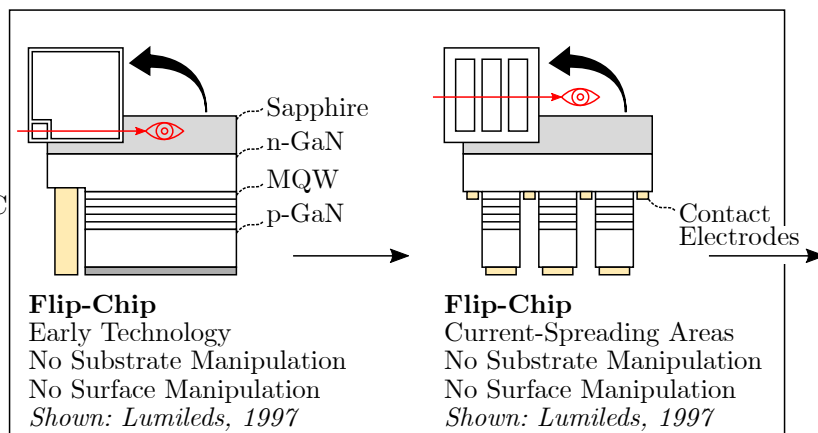 Sapphire
n-GaN
MQW
p-GaN
C
Flip-Chip
Early Technology
No Substrate Manipulation
No Surface Manipulation
Shown: Lumileds, 1997
Contact
Electrodes
Flip-Chip
Current-Spreading Areas
No Substrate Manipulation
No Surface Manipulation
Shown: Lumileds, 1997